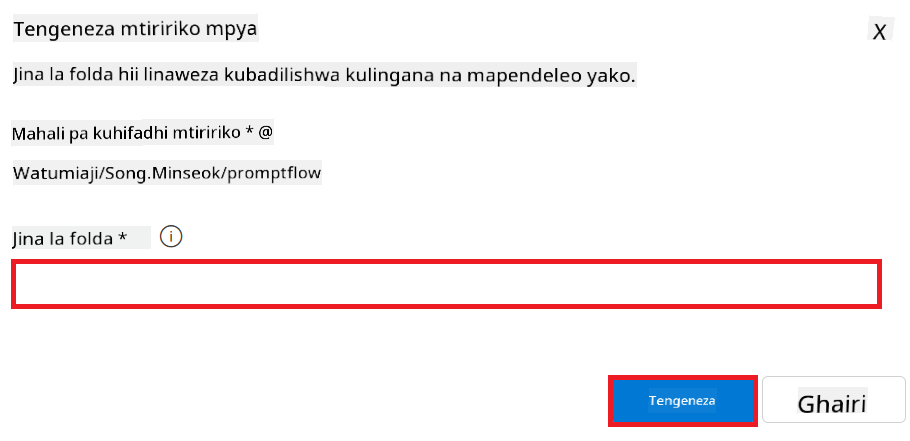 Tengeneza mtiririko mpya
X
Jina la folda hii linaweza kubadilishwa kulingana na mapendeleo yako.
Mahali pa kuhifadhi mtiririko * @
Watumiaji/Song.Minseok/promptflow
Jina la folda * i
Tengeneza
Ghairi